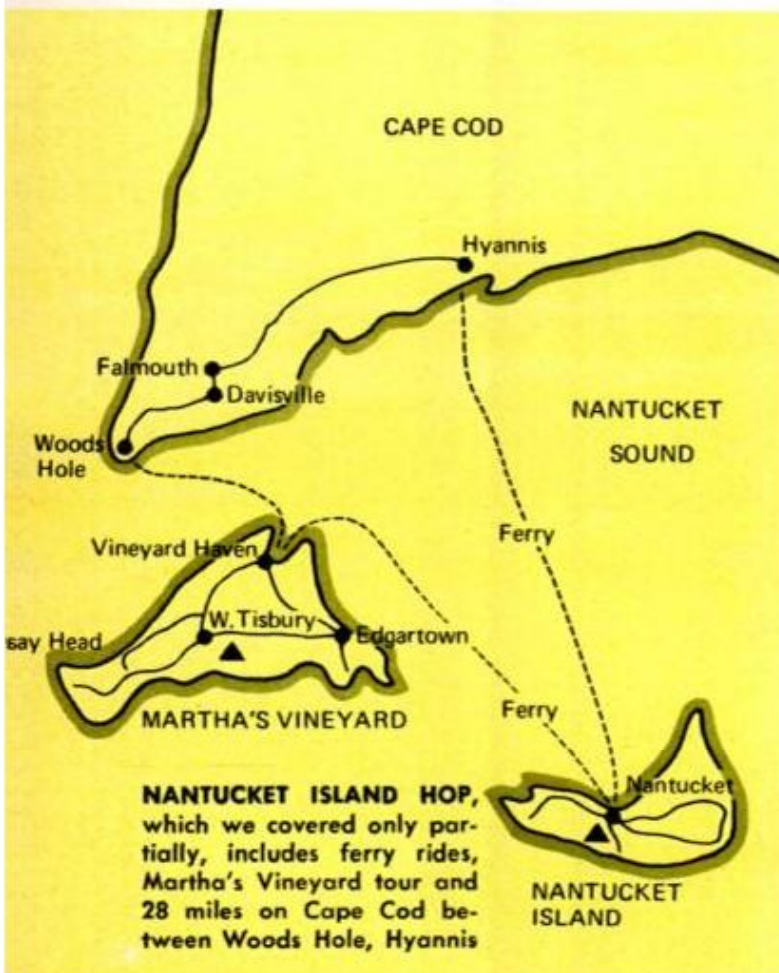 CAPE COD
Hyannis
Falmouth
Davisville
NANTUCKET
SOUND
Woods
Hole
Ferry
Vineyard Haven
W. Tisbury
say Head
Edgartown
Ferry
MARTHA'S VINEYARD
Nantucket
NANTUCKET ISLAND HOP,
which we covered only par-
tially, includes ferry rides,
Martha's Vineyard tour and
28 miles on Cape Cod be-
tween Woods Hole, Hyannis
NANTUCKET
ISLAND